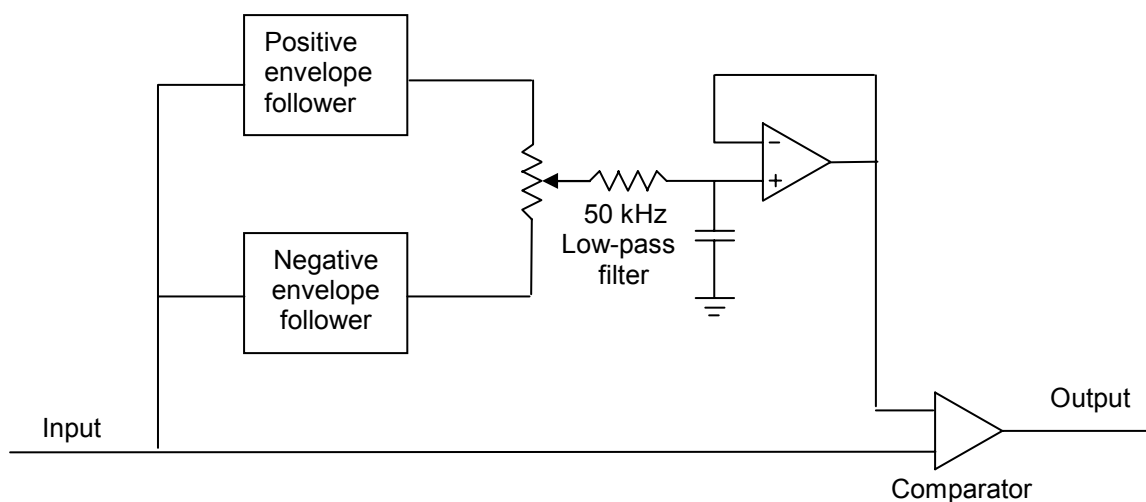 Positive
envelope
follower
−
+
50 kHz
Low-pass
filter
Negative
envelope
follower
Input
Output
Comparator